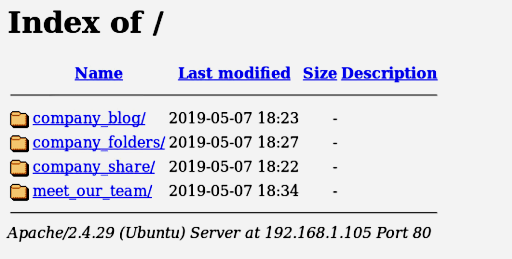 Index of /
Name Last modified Size Description
company_blog/ 2019-05-07 18:23 -
company_folders/ 2019-05-07 18:27 -
company_share/ 2019-05-07 18:22 -
meet_our_team/ 2019-05-07 18:34 -
Apache/2.4.29 (Ubuntu) Server at 192.168.1.105 Port 80